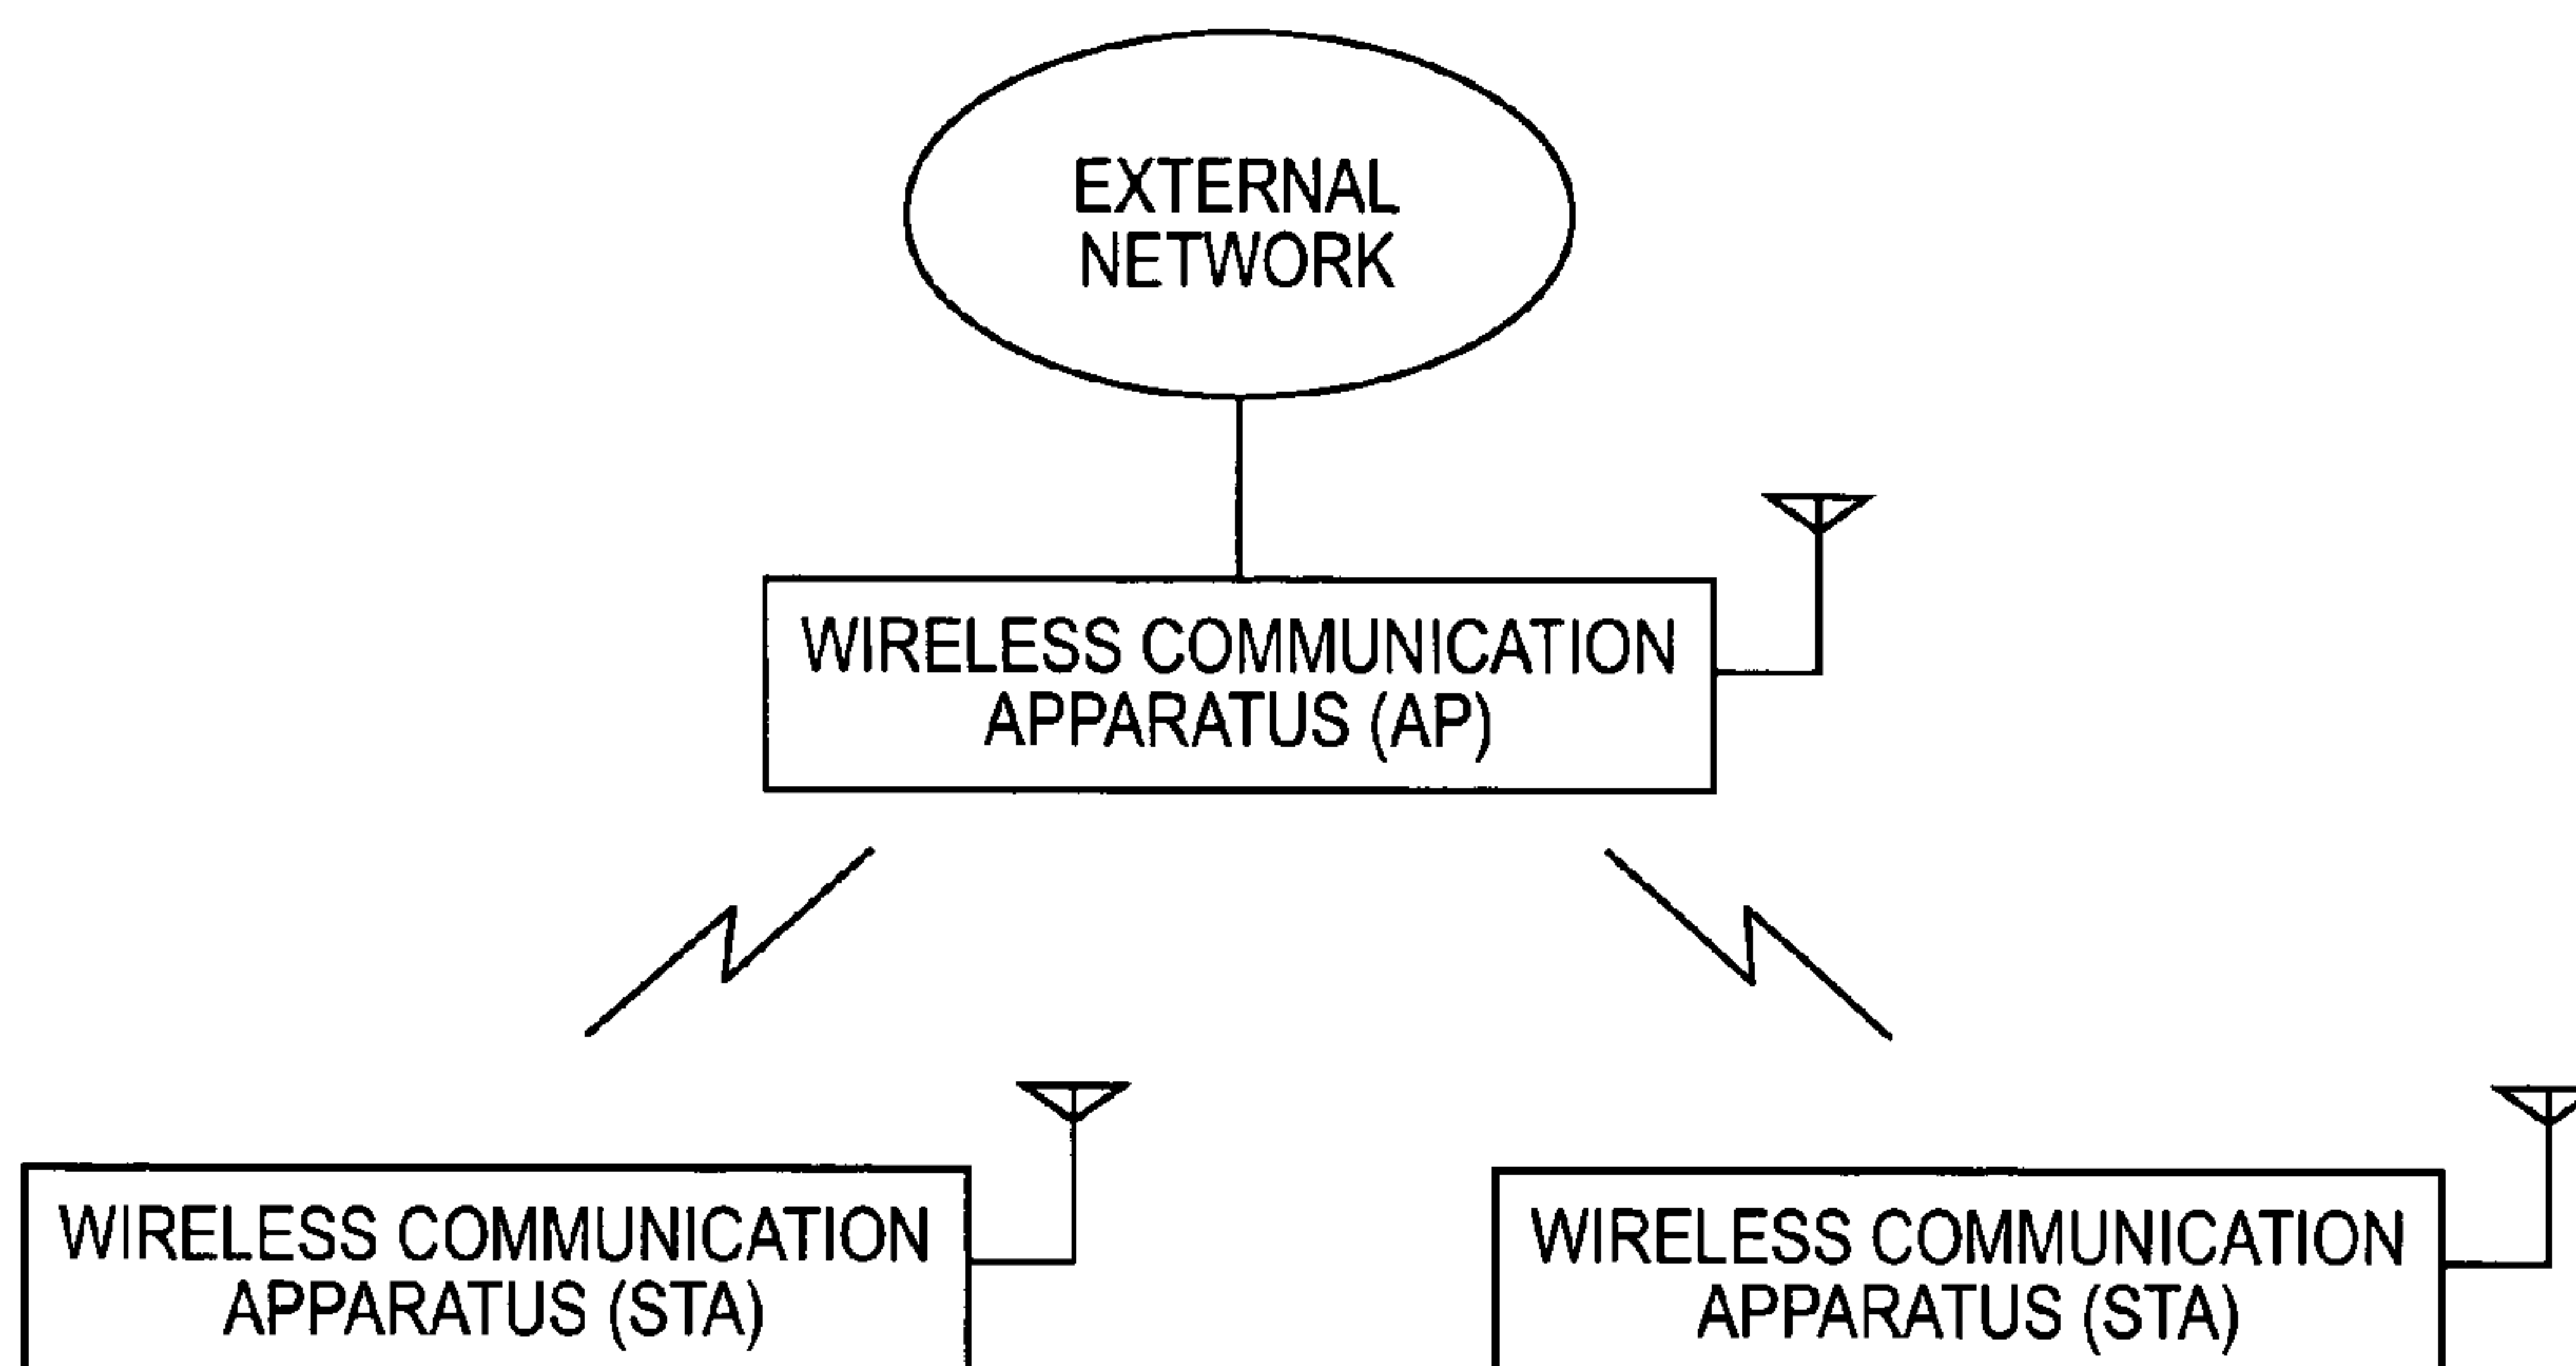 EXTERNAL
NETWORK
WIRELESS COMMUNICATION
APPARATUS (AP)
WIRELESS COMMUNICATION
APPARATUS (STA)
WIRELESS COMMUNICATION
APPARATUS (STA)